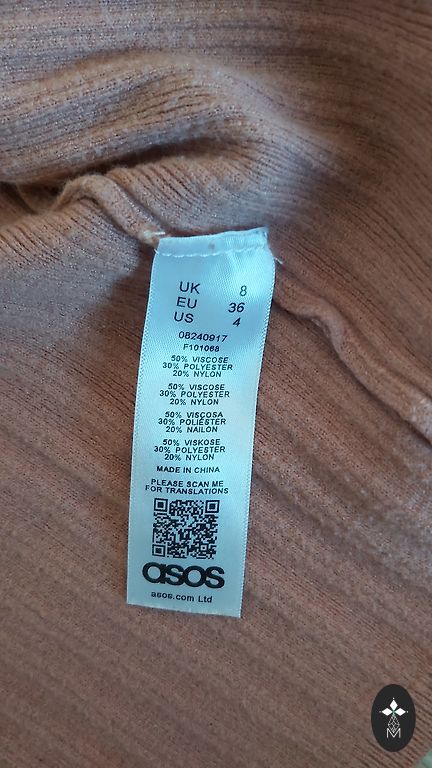 UK 8
EU 36
US 4
08240917
F101068
50% VISCOSE
30% POLYESTER
20% NYLON
50% VISCOSE
30% POLYESTER
20% NYLON
50% VISCOSA
30% POLIÉSTER
20% NAILON
50% VISKOSE
30% POLYESTER
20% NYLON
MADE IN CHINA
PLEASE SCAN ME
FOR TRANSLATIONS
asos
asos.com Ltd
M